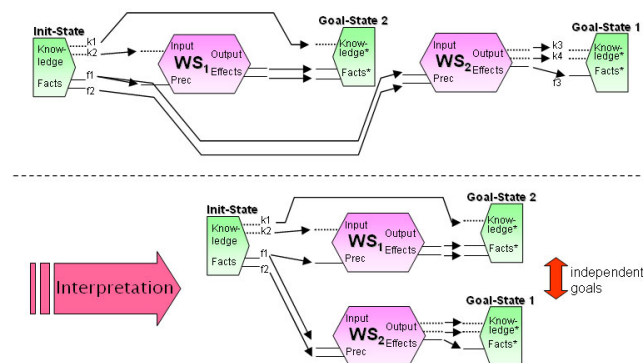 Init-State
k1
k2
Know-
ledge
f1
Facts
f2
Input
Output
WS1
Effects
Prec
Goal-State 2
Know-
ledge*
Facts*
Input
Output
WS2
Effects
Prec
k3
k4
f3
Goal-State 1
Know-
ledge*
Facts*
Interpretation
Init-State
k1
k2
Know-
ledge
f1
Facts
f2
Input
Output
WS1
Effects
Prec
Goal-State 2
Know-
ledge*
Facts*
independent
goals
Input
Output
WS2
Effects
Prec
Goal-State 1
Know-
ledge*
Facts*